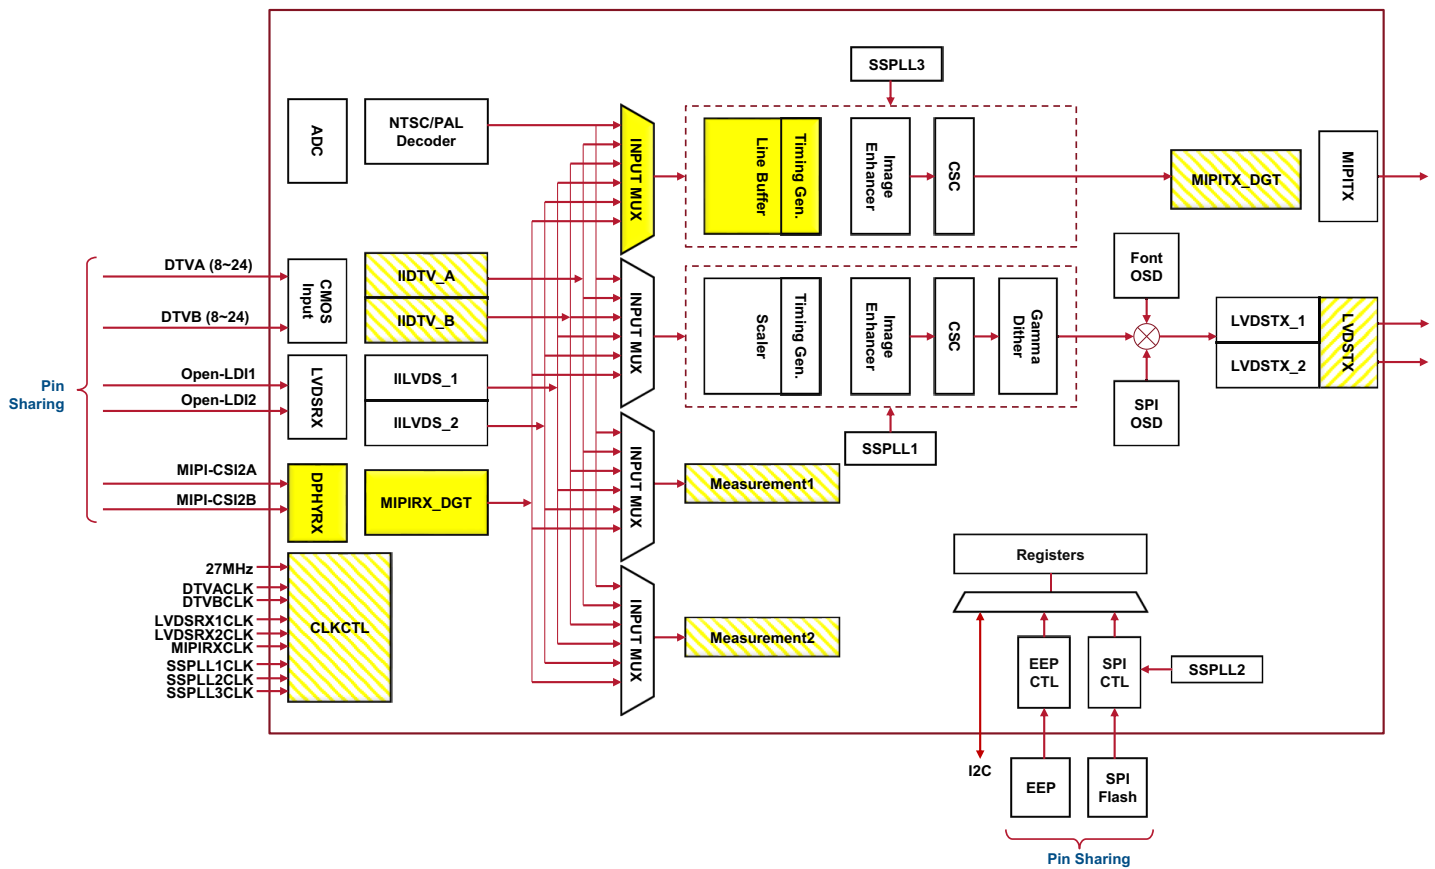 SSPLL3
ADC
NTSC/PAL
Decoder
INPUT MUX
Line Buffer
Timing Gen.
Image
Enhancer
CSC
MIPITX_DGT
MIPITX
DTVA (8~24)
DTVB (8~24)
CMOS
Input
IIDTV_A
IIDTV_B
INPUT MUX
Scaler
Timing Gen.
Image
Enhancer
CSC
Gamma
Dither
Font
OSD
SPI
OSD
LVDSTX_1
LVDSTX_2
LVDSTX
Pin
Sharing
Open-LDI1
Open-LDI2
LVDSRX
IILVDS_1
IILVDS_2
SSPLL1
MIPI-CSI2A
MIPI-CSI2B
DPHYRX
MIPIRX_DGT
INPUT MUX
Measurement1
27MHz
DTVACLK
DTVBCLK
LVDSRX1CLK
LVDSRX2CLK
MIPIRXCLK
SSPLL1CLK
SSPLL2CLK
SSPLL3CLK
CLKCTL
INPUT MUX
Measurement2
Registers
EEP
CTL
SPI
CTL
SSPLL2
I2C
EEP
SPI
Flash
Pin Sharing